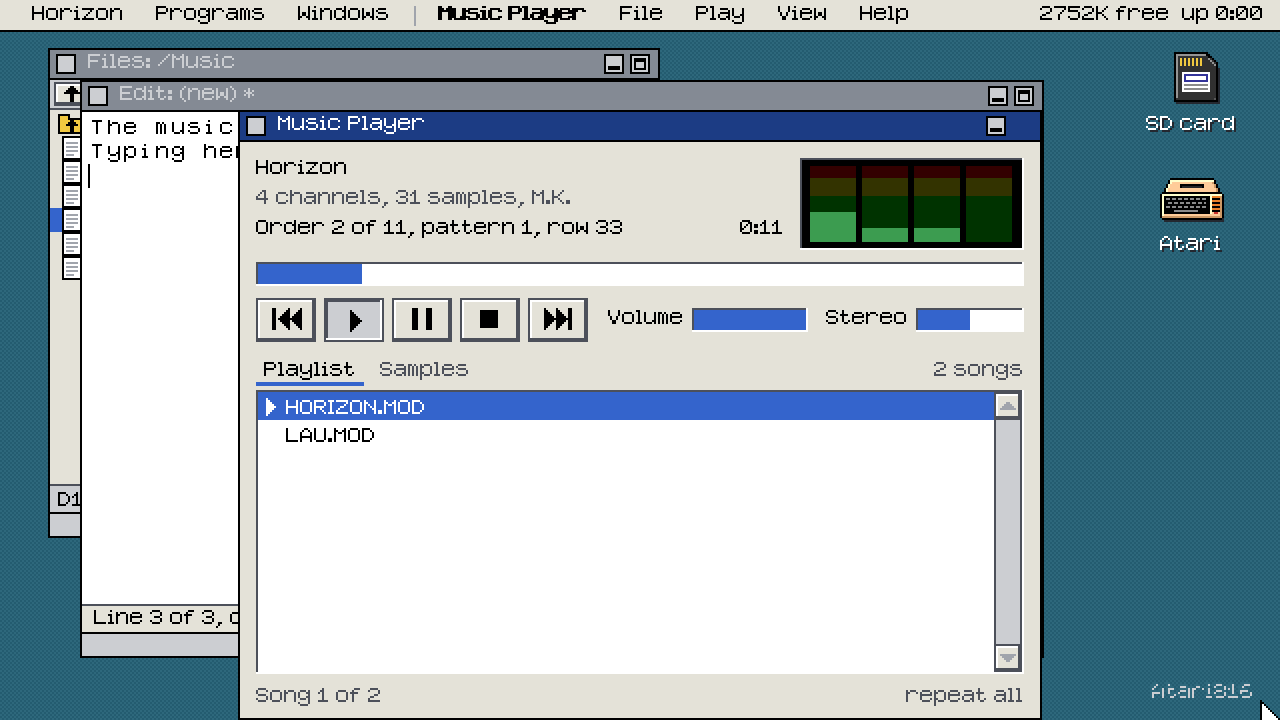 Horizon Programs Windows | Music Player File Play View Help 2752K free up 0:00
Files: /Music
Edit: (new) *
The music
Typing
Music Player
Horizon
4 channels, 31 samples, M.K.
Order 2 of 11, pattern 1, row 33 0:11
Volume Stereo
Playlist Samples 2 songs
HORIZON.MOD
LAU.MOD
D1
Line 3 of 3,
Song 1 of 2 repeat all
SD card
Atari
Atari816